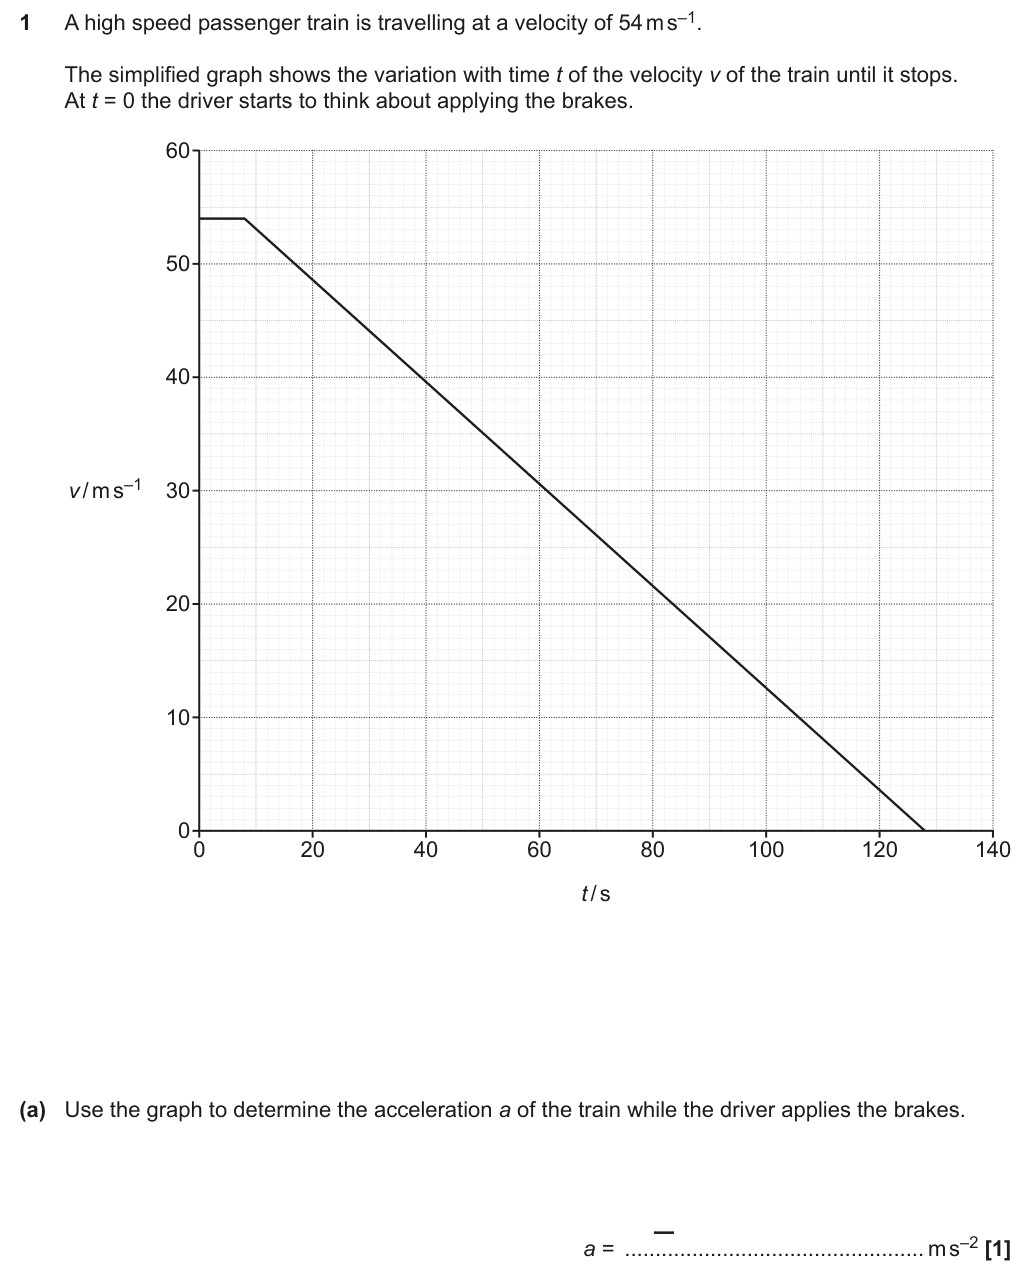 1 A high speed passenger train is travelling at a velocity of 54 m s⁻¹.
The simplified graph shows the variation with time t of the velocity v of the train until it stops.
At t = 0 the driver starts to think about applying the brakes.
60
50
40
v / m s⁻¹ 30
20
10
0
0 20 40 60 80 100 120 140
t / s
(a) Use the graph to determine the acceleration a of the train while the driver applies the brakes.
–
a = .................................................. m s⁻² [1]